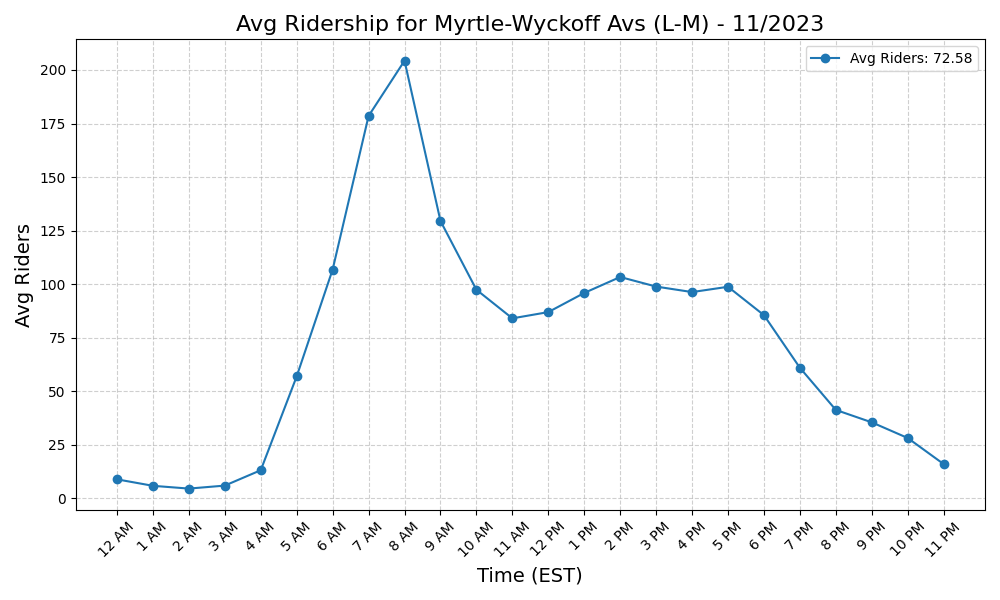 Avg Ridership for Myrtle-Wyckoff Avs (L-M) - 11/2023
Avg Riders: 72.58
Avg Riders
200
175
150
125
100
75
50
25
0
12 AM
1 AM
2 AM
3 AM
4 AM
5 AM
6 AM
7 AM
8 AM
9 AM
10 AM
11 AM
12 PM
1 PM
2 PM
3 PM
4 PM
5 PM
6 PM
7 PM
8 PM
9 PM
10 PM
11 PM
Time (EST)